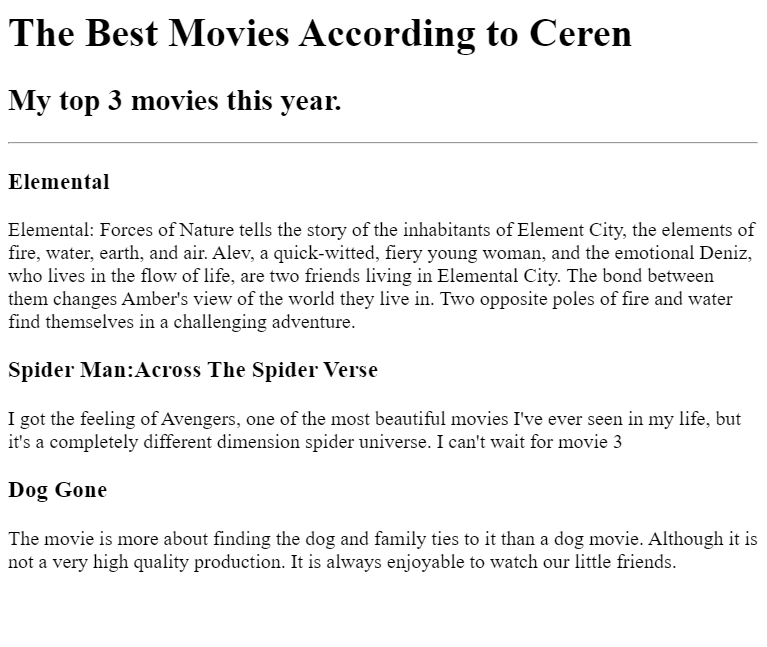 The Best Movies According to Ceren
My top 3 movies this year.
Elemental
Elemental: Forces of Nature tells the story of the inhabitants of Element City, the elements of
fire, water, earth, and air. Alev, a quick-witted, fiery young woman, and the emotional Deniz,
who lives in the flow of life, are two friends living in Elemental City. The bond between
them changes Amber's view of the world they live in. Two opposite poles of fire and water
find themselves in a challenging adventure.
Spider Man:Across The Spider Verse
I got the feeling of Avengers, one of the most beautiful movies I've ever seen in my life, but
it's a completely different dimension spider universe. I can't wait for movie 3
Dog Gone
The movie is more about finding the dog and family ties to it than a dog movie. Although it is
not a very high quality production. It is always enjoyable to watch our little friends.